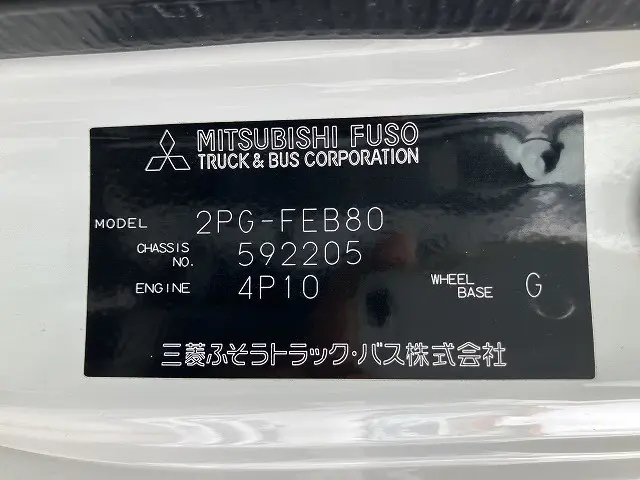 MITSUBISHI FUSO
TRUCK & BUS CORPORATION
MODEL 2PG-FEB80
CHASSIS NO. 592205
ENGINE 4P10 WHEEL BASE G
三菱ふそうトラック・バス株式会社